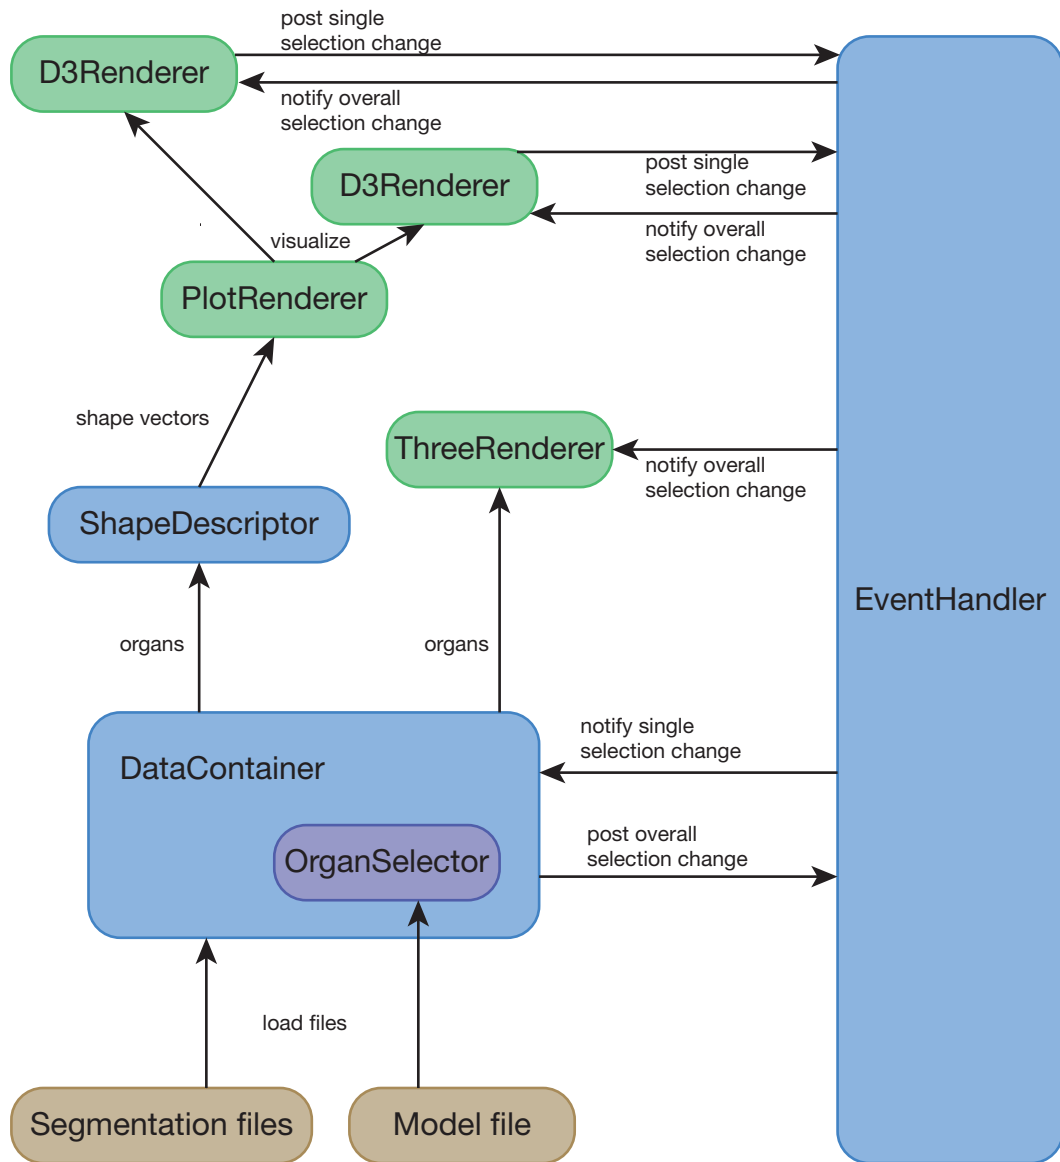 post single
selection change
D3Renderer
notify overall
selection change
D3Renderer
post single
selection change
notify overall
selection change
visualize
PlotRenderer
shape vectors
ThreeRenderer
notify overall
selection change
ShapeDescriptor
EventHandler
organs
organs
notify single
selection change
DataContainer
post overall
selection change
OrganSelector
load files
Segmentation files
Model file